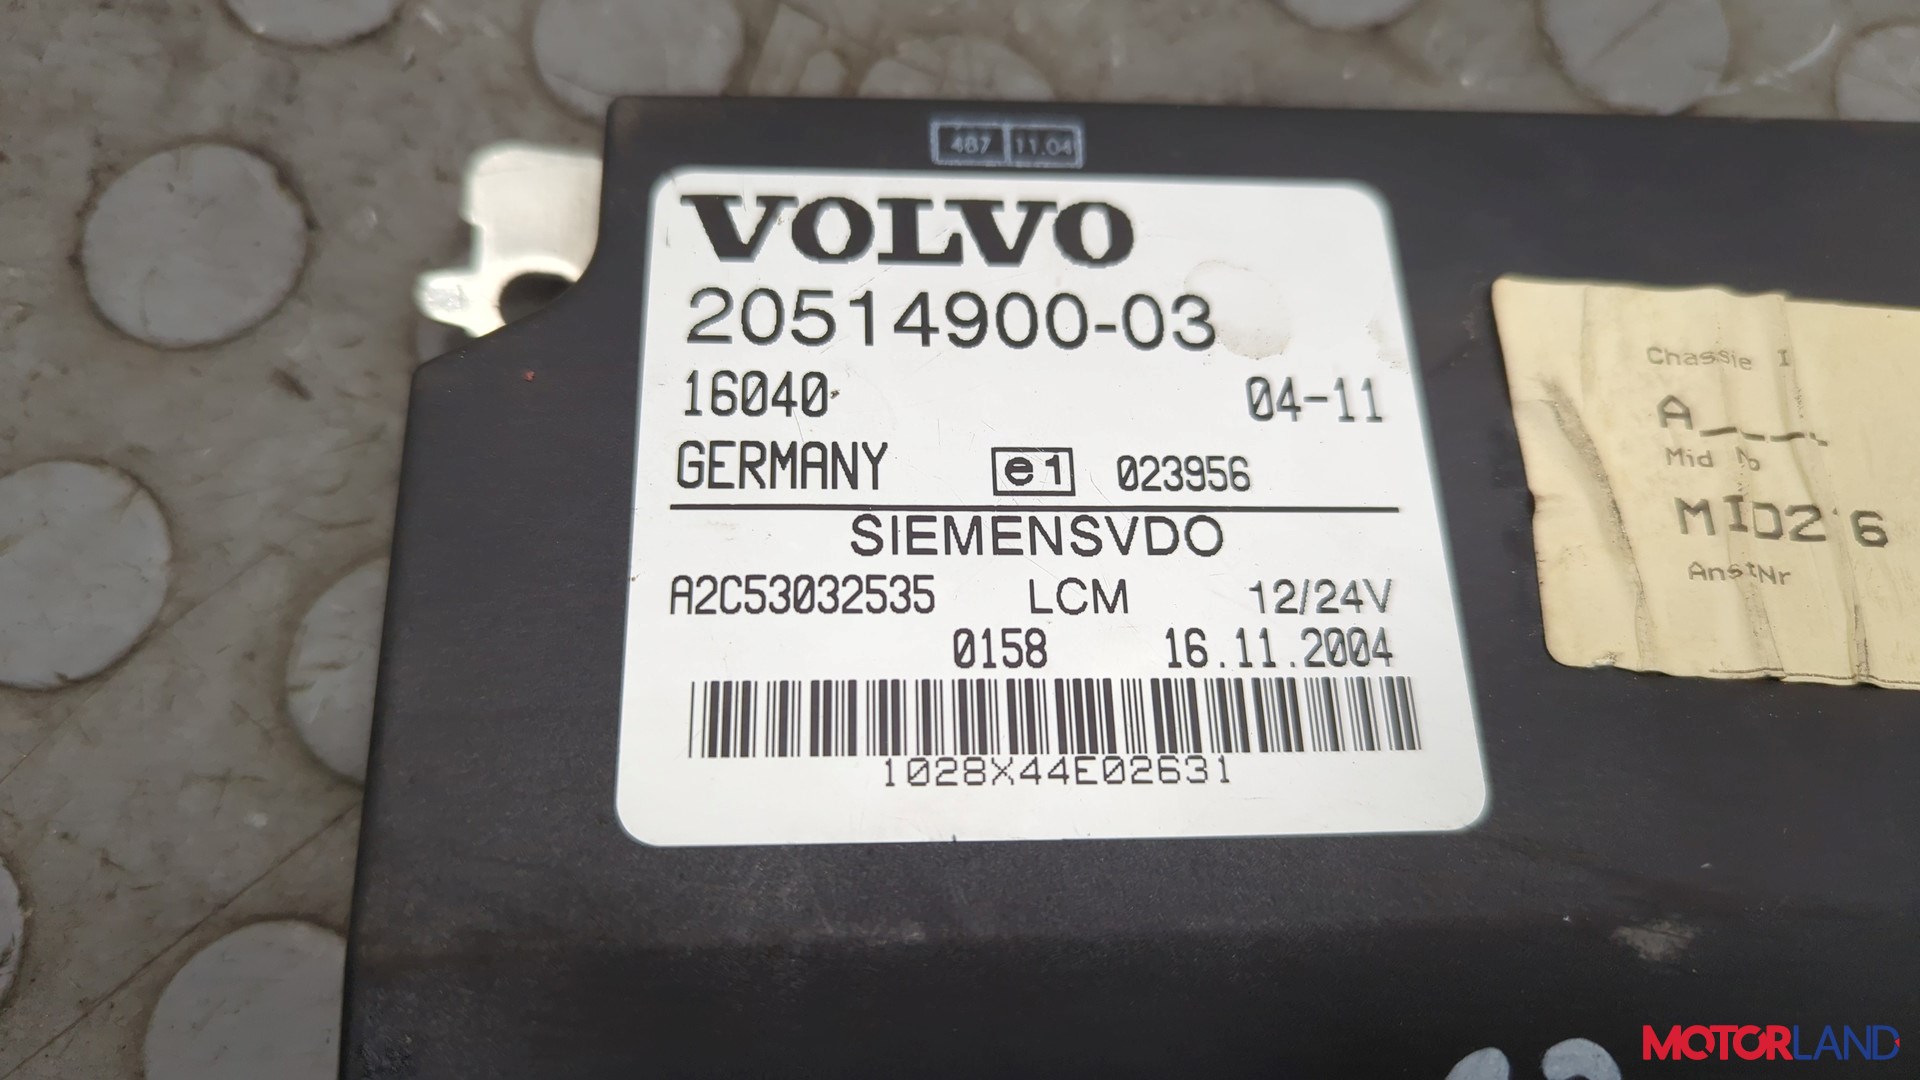 487 11.04
VOLVO
20514900-03
16040 04-11
GERMANY e1 023956
SIEMENSVDO
A2C53032535 LCM 12/24V
0158 16.11.2004
1028X44E02631
Chassie I
A
Mid No
AnstNr
MOTORLAND